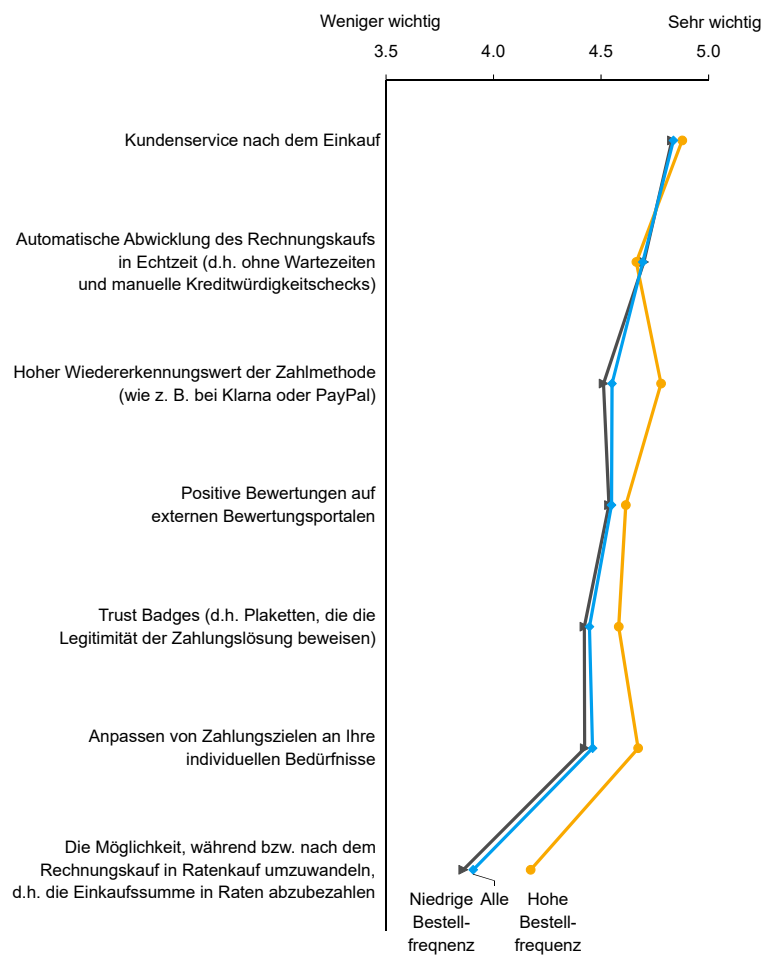 Weniger wichtig
Sehr wichtig
3.5
4.0
4.5
5.0
Kundenservice nach dem Einkauf
Automatische Abwicklung des Rechnungskaufs
in Echtzeit (d.h. ohne Wartezeiten
und manuelle Kreditwürdigkeitschecks)
Hoher Wiedererkennungswert der Zahlmethode
(wie z. B. bei Klarna oder PayPal)
Positive Bewertungen auf
externen Bewertungsportalen
Trust Badges (d.h. Plaketten, die die
Legitimität der Zahlungslösung beweisen)
Anpassen von Zahlungszielen an Ihre
individuellen Bedürfnisse
Die Möglichkeit, während bzw. nach dem
Rechnungskauf in Ratenkauf umzuwandeln,
d.h. die Einkaufssumme in Raten abzubezahlen
Niedrige
Bestell-
freqnenz
Alle
Hohe
Bestell-
frequenz